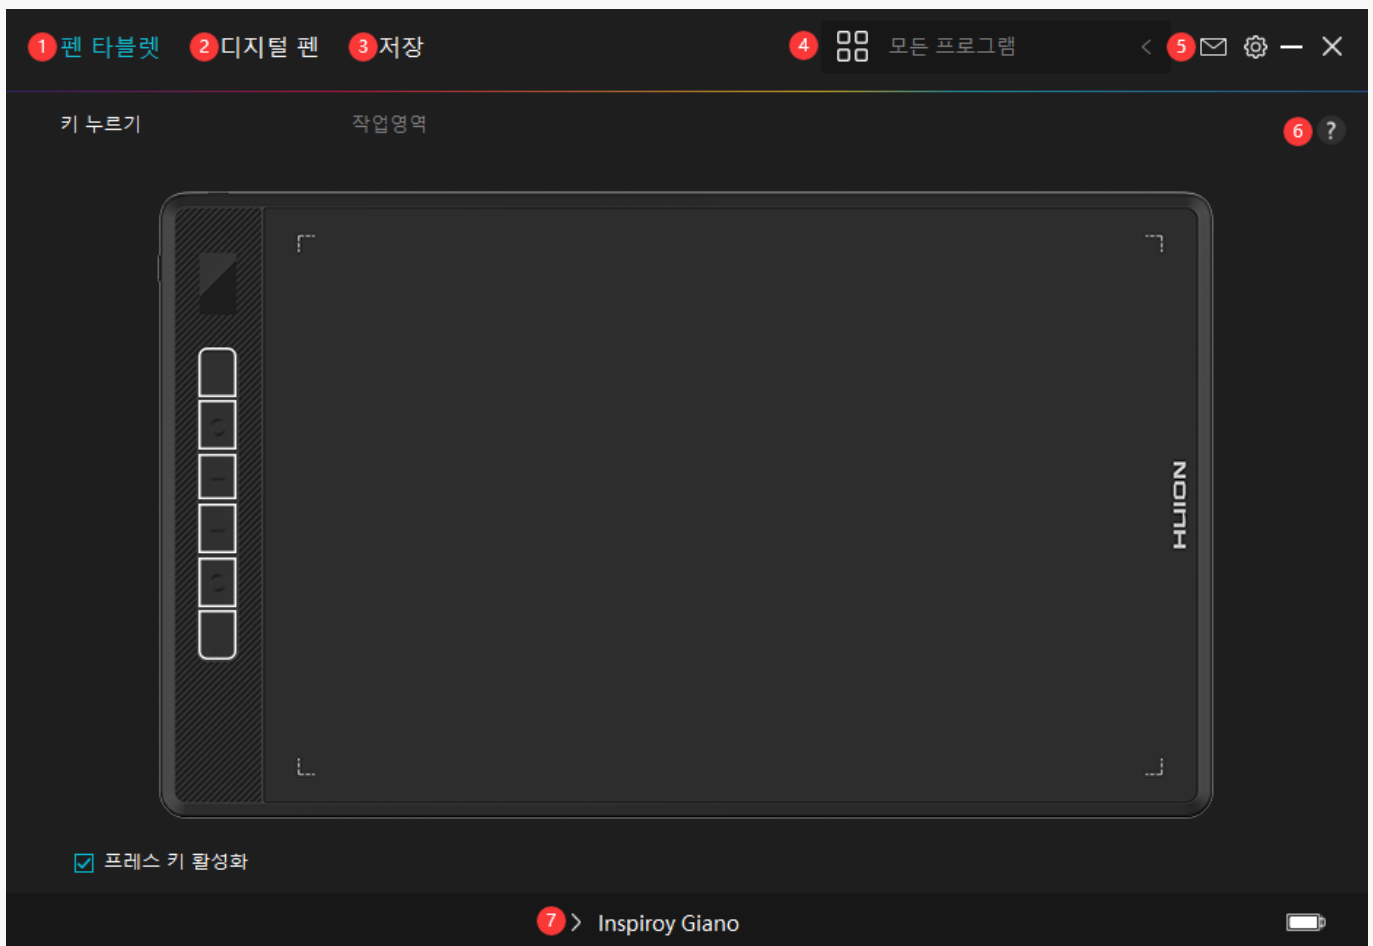 1 펜 타블렛 2 디지털 펜 3 저장 4 모든 프로그램 < 5
키 누르기 작업영역 6 ?
HUION
프레스 키 활성화
7 > Inspiroy Giano